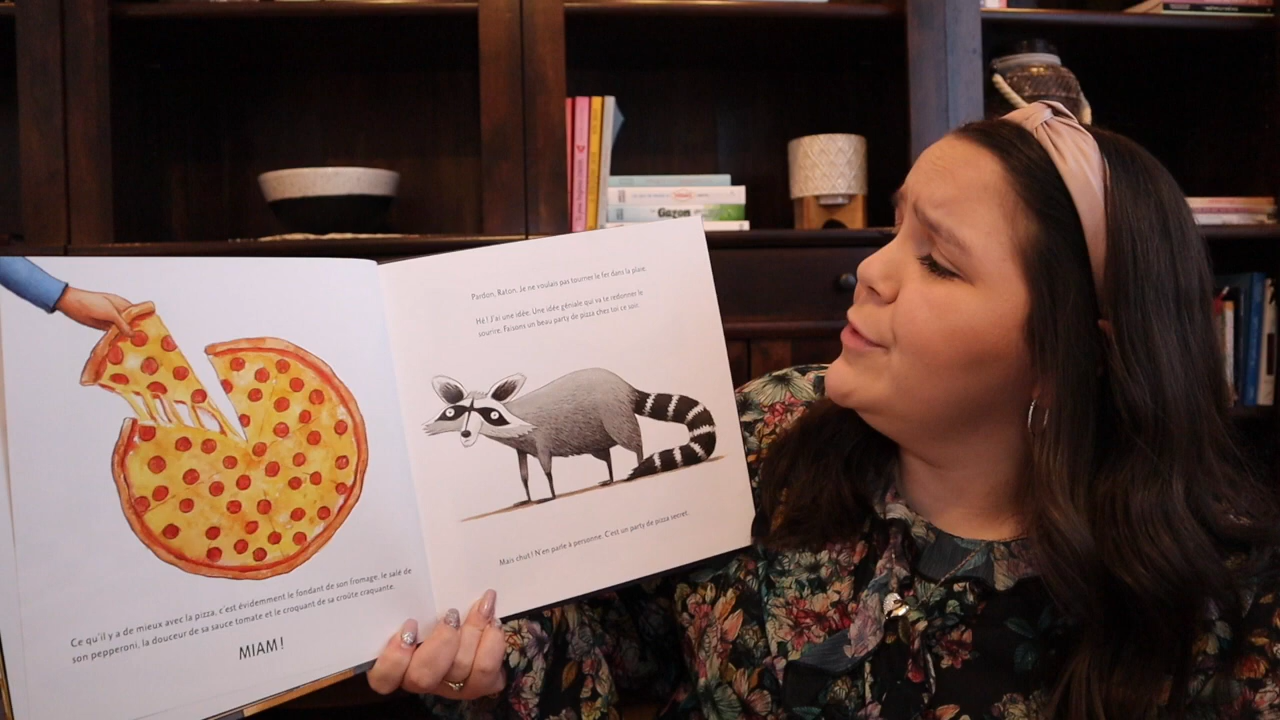 Gazon
Ce qu'il y a de mieux avec la pizza, c'est évidemment le fondant de son fromage, le salé de
son pepperoni, la douceur de sa sauce tomate et le croquant de sa croûte craquante.
MIAM !
Pardon, Raton. Je ne voulais pas tourner le fer dans la plaie.
Hé ! J'ai une idée. Une idée géniale qui va te redonner le
sourire. Faisons un beau party de pizza chez toi ce soir.
Mais chut ! N'en parle à personne. C'est un party de pizza secret.